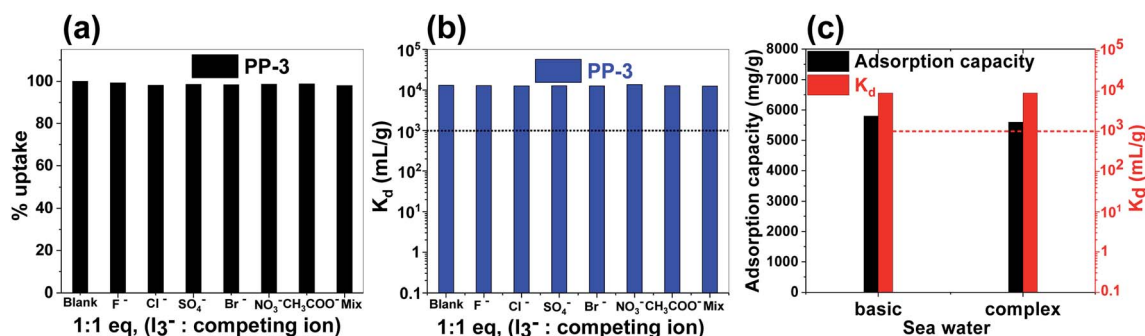 (a)
PP-3
100
80
60
40
20
0
% uptake
Blank F⁻ Cl⁻ SO₄⁻ Br⁻ NO₃⁻ CH₃COO⁻ Mix
1:1 eq, (I₃⁻ : competing ion)
(b)
PP-3
10⁵
10⁴
10³
10²
10¹
1
0.1
K_d (mL/g)
Blank F⁻ Cl⁻ SO₄⁻ Br⁻ NO₃⁻ CH₃COO⁻ Mix
1:1 eq, (I₃⁻ : competing ion)
(c)
Adsorption capacity
K_d
8000
7000
6000
5000
4000
3000
2000
1000
0
Adsorption capacity (mg/g)
10⁵
10⁴
10³
10²
10¹
1
0.1
Kd (mL/g)
basic complex
Sea water